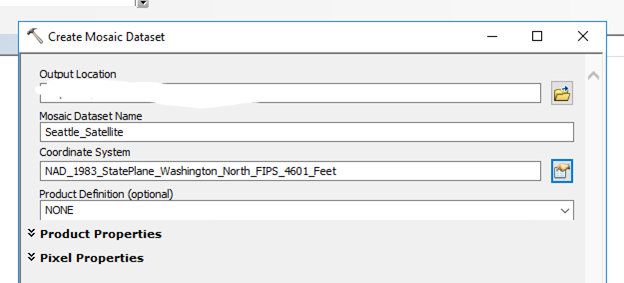 Create Mosaic Dataset
Output Location
Mosaic Dataset Name
Seattle_Satellite
Coordinate System
NAD_1983_StatePlane_Washington_North_FIPS_4601_Feet
Product Definition (optional)
NONE
Product Properties
Pixel Properties